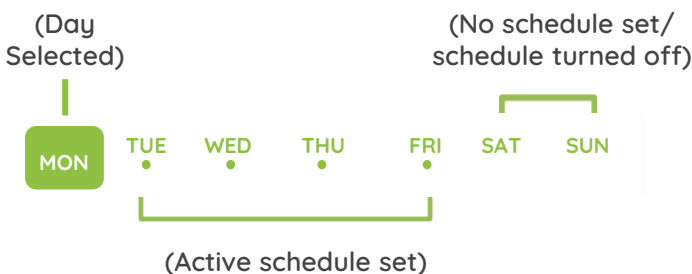 (Day
Selected)
(No schedule set/
schedule turned off)
MON TUE WED THU FRI SAT SUN
(Active schedule set)